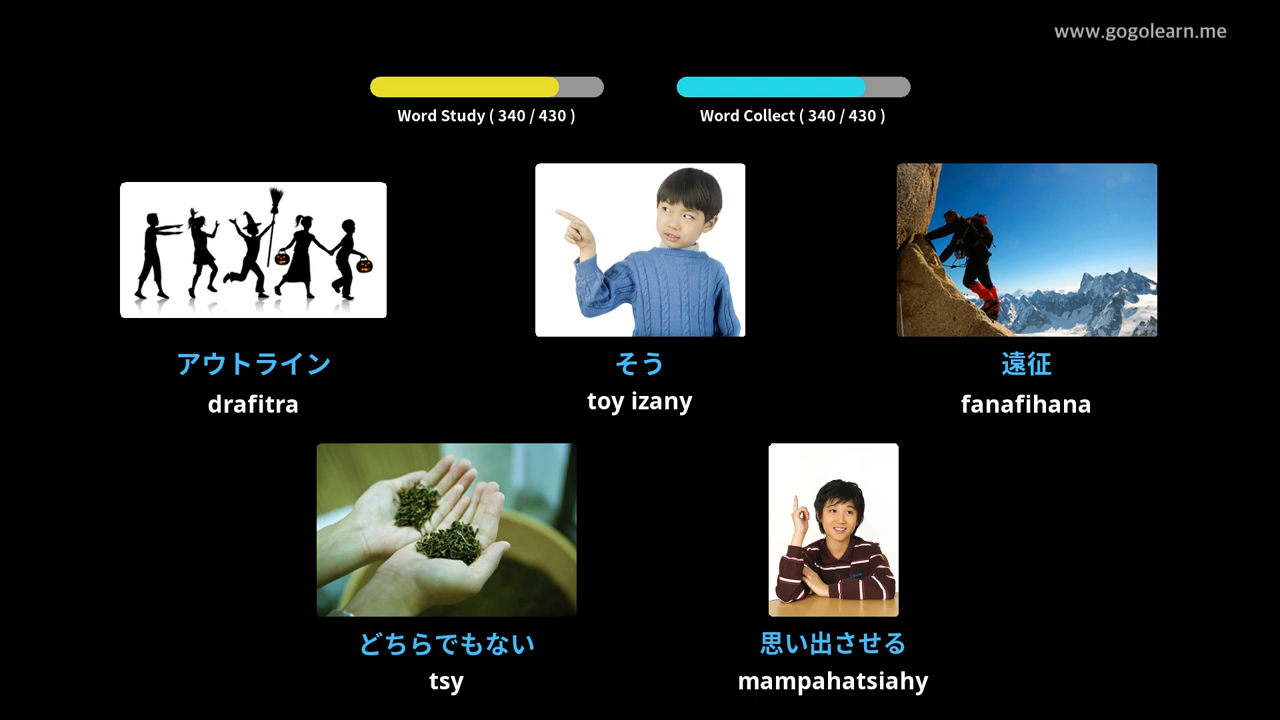 www.gogolearn.me
Word Study ( 340 / 430 )
Word Collect ( 340 / 430 )
アウトライン
drafitra
そう
toy izany
遠征
fanafihana
どちらでもない
tsy
思い出させる
mampahatsiahy